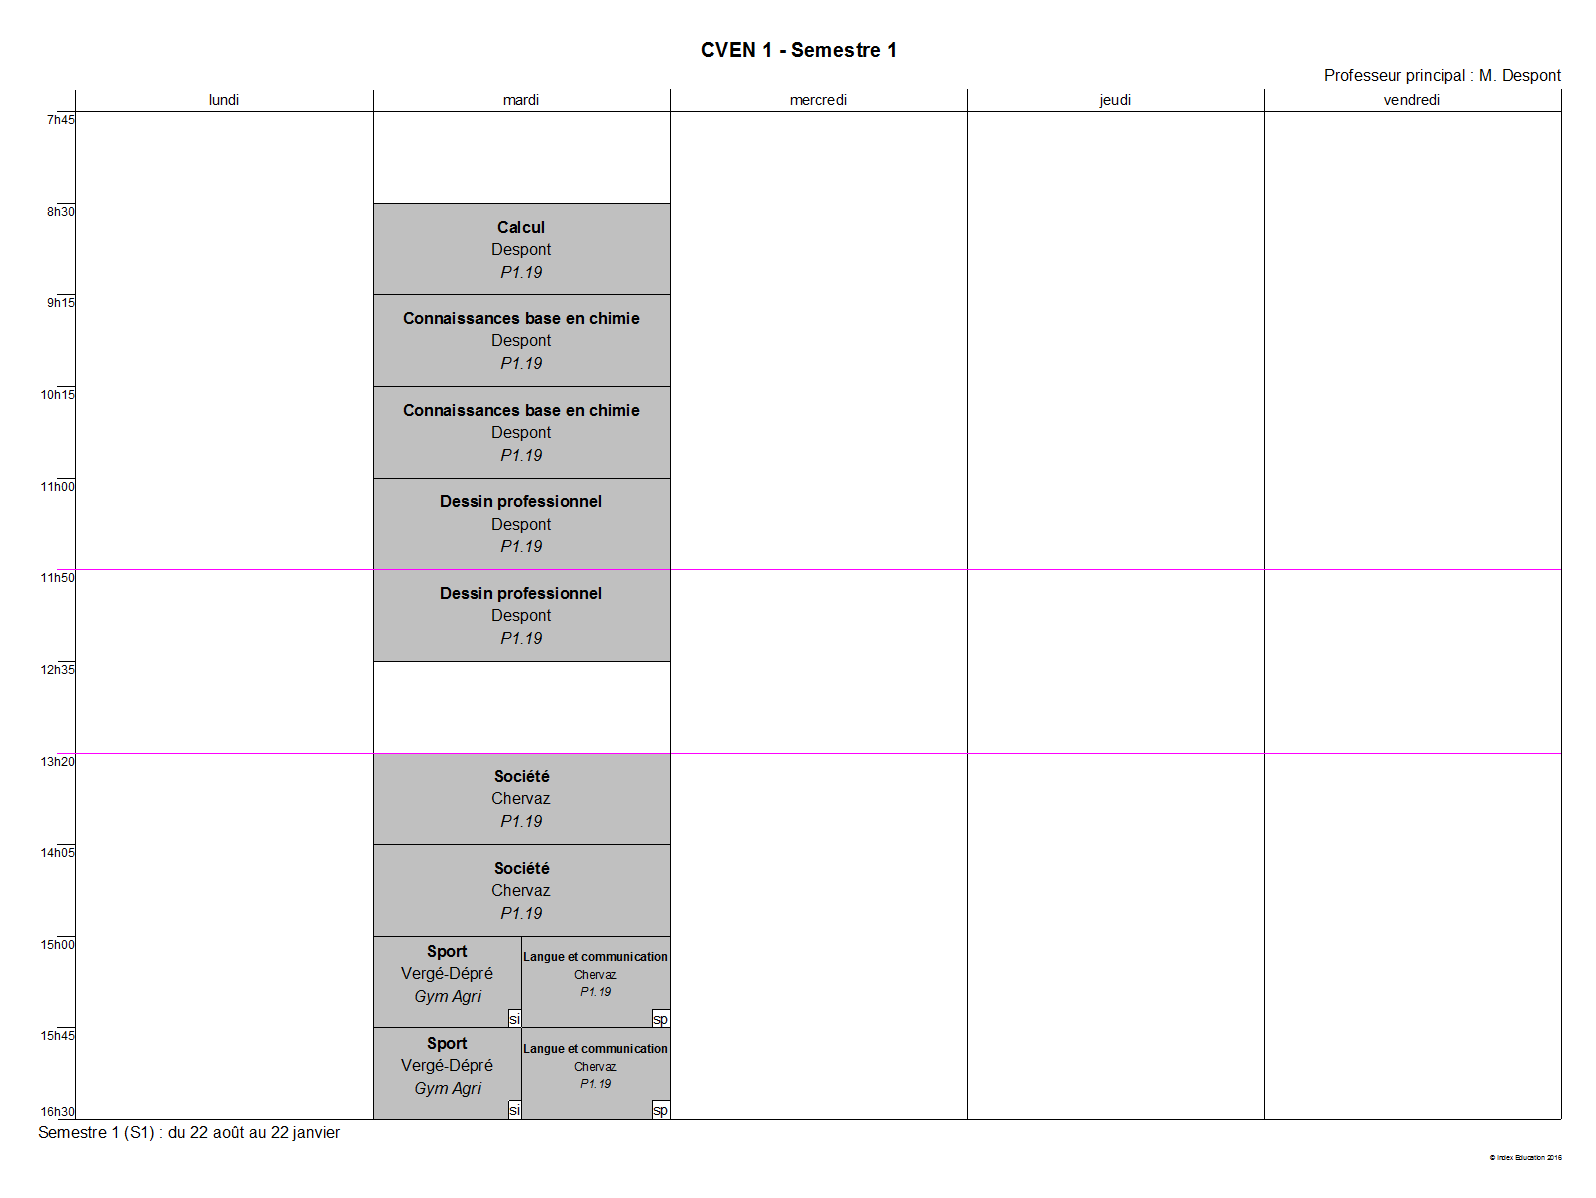 CVEN 1 - Semestre 1
Professeur principal : M. Despont
lundi
mardi
mercredi
jeudi
vendredi
7h45
8h30
Calcul
Despont
P1.19
9h15
Connaissances base en chimie
Despont
P1.19
10h15
Connaissances base en chimie
Despont
P1.19
11h00
Dessin professionnel
Despont
P1.19
11h50
Dessin professionnel
Despont
P1.19
12h35
13h20
Société
Chervaz
P1.19
14h05
Société
Chervaz
P1.19
15h00
Sport
Vergé-Dépré
Gym Agri
si
Langue et communication
Chervaz
P1.19
sp
15h45
Sport
Vergé-Dépré
Gym Agri
si
Langue et communication
Chervaz
P1.19
sp
16h30
Semestre 1 (S1) : du 22 août au 22 janvier
© Index Education 2016